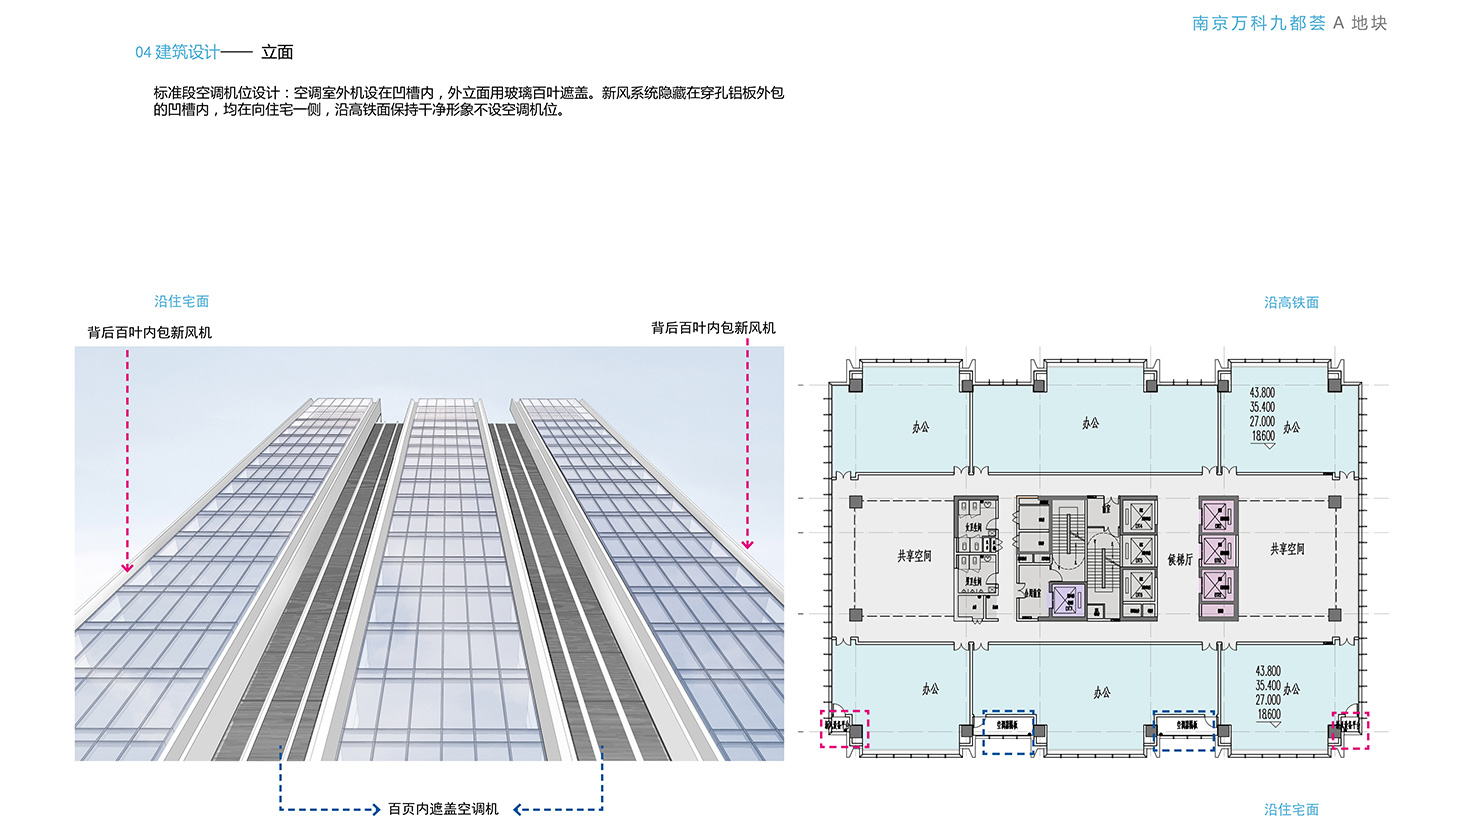 南京万科九都荟 A 地块
04 建筑设计—— 立面
标准段空调机位设计：空调室外机设在凹槽内，外立面用玻璃百叶遮盖。新风系统隐藏在穿孔铝板外包
的凹槽内，均在向住宅一侧，沿高铁面保持干净形象不设空调机位。
沿住宅面
沿高铁面
背后百叶内包新风机
背后百叶内包新风机
43.800
35.400
27.000
18.600
办公
办公
办公
共享空间
女卫生间
男卫生间
候梯厅
共享空间
43.800
35.400
27.000
18.600
办公
办公
办公
百页内遮盖空调机
沿住宅面